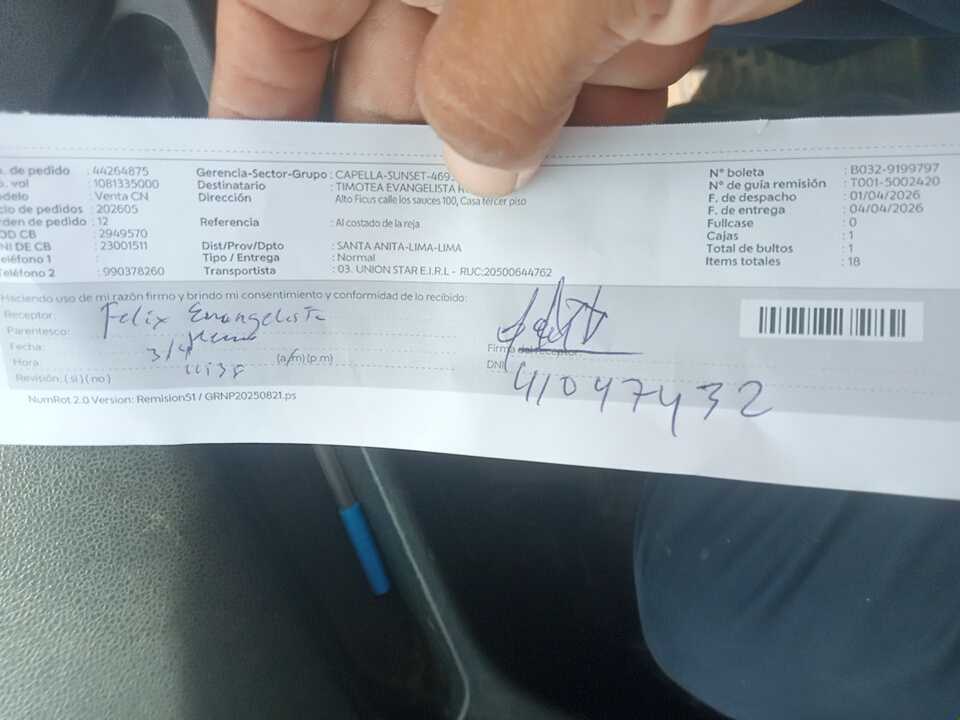 . de pedido : 44264875
o. vol 1081335000
delo : Venta CN
clo de pedidos : 202605
rden de pedido : 12
OD CB : 2949570
NI DE CB : 23001511
eléfono 1 :
eléfono 2 : 990378260
Gerencia-Sector-Grupo : CAPELLA-SUNSET-469
Destinatario : TIMOTEA EVANGELISTA
Dirección Alto Ficus calle los sauces 100, Casa tercer piso
Referencia : Al costado de la reja
Dist/Prov/Dpto : SANTA ANITA-LIMA-LIMA
Tipo / Entrega : Normal
Transportista : 03. UNION STAR E.I.R.L - RUC:20500644762
N° boleta : B032-9199797
N° de guía remisión : T001-5002420
F. de despacho : 01/04/2026
F. de entrega : 04/04/2026
Fullcase : 0
Cajas : 1
Total de bultos : 1
Items totales : 18
Haciendo uso de mi razón firmo y brindo mi consentimiento y conformidad de lo recibido:
Receptor: Felix Evangelista
Parentesco:
Fecha: 3/4
Hora: 11:38 (a/m) (p m)
Revisión: ( si ) ( no )
Firma del receptor
DNI 41047432
NumRot 2.0 Version: Remision51 / GRNP20250821.ps